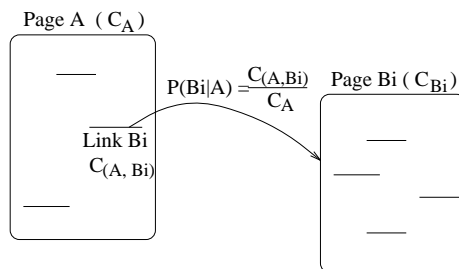 Page A ( C_A )
Link Bi
C_(A, Bi)
P(Bi|A) = C_(A,Bi) / C_A
Page Bi ( C_Bi )